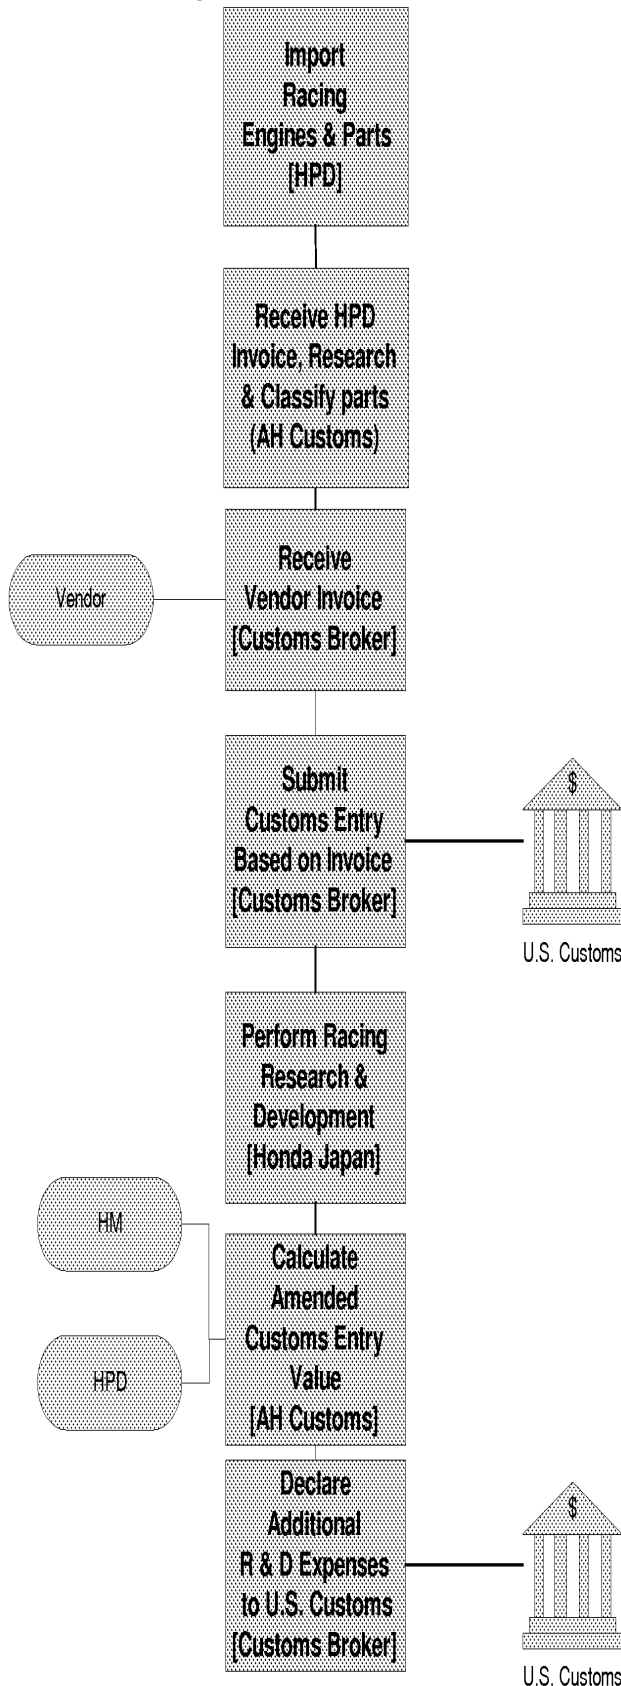 Import
Racing
Engines & Parts
[HPD]
Receive HPD
Invoice, Research
& Classify parts
(AH Customs)
Receive
Vendor Invoice
[Customs Broker]
Vendor
Submit
Customs Entry
Based on Invoice
[Customs Broker]
$
U.S. Customs
Perform Racing
Research &
Development
[Honda Japan]
HM
HPD
Calculate
Amended
Customs Entry
Value
[AH Customs]
Declare
Additional
R & D Expenses
to U.S. Customs
[Customs Broker]
$
U.S. Customs